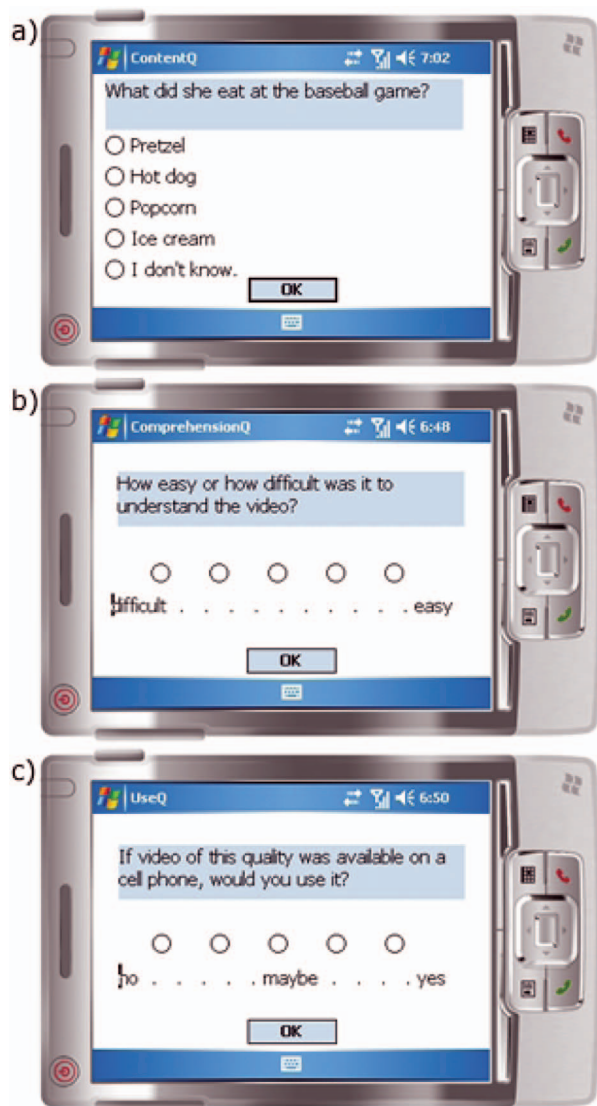 a)
ContentQ 7:02
What did she eat at the baseball game?
Pretzel
Hot dog
Popcorn
Ice cream
I don't know.
OK
b)
ComprehensionQ 6:48
How easy or how difficult was it to
understand the video?
difficult . . . . . . . . . . easy
OK
c)
UseQ 6:50
If video of this quality was available on a
cell phone, would you use it?
no . . . . . maybe . . . . yes
OK